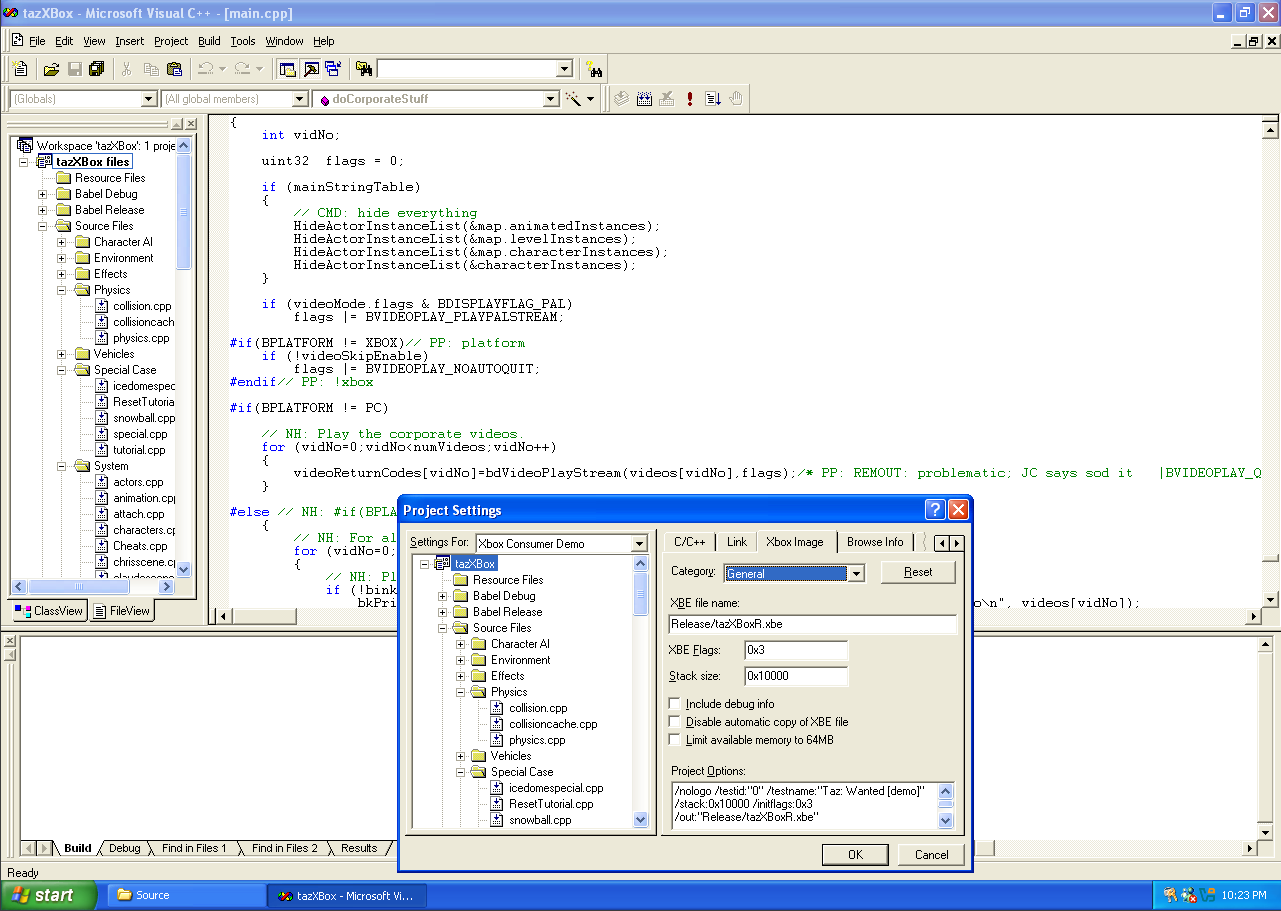 tazXBox - Microsoft Visual C++ - [main.cpp]
File Edit View Insert Project Build Tools Window Help
(Globals) (All global members) doCorporateStuff
Workspace 'tazXBox': 1 proje
tazXBox files
Resource Files
Babel Debug
Babel Release
Source Files
Character AI
Environment
Effects
Physics
collision.cpp
collisioncach
physics.cpp
Vehicles
Special Case
icedomespec
ResetTutoria
snowball.cpp
special.cpp
tutorial.cpp
System
actors.cpp
animation.cpp
attach.cpp
characters.cp
Cheats.cpp
chrisscene.cp
ClassView FileView
{
int vidNo;
uint32 flags = 0;
if (mainStringTable)
{
// CMD: hide everything
HideActorInstanceList(&map.animatedInstances);
HideActorInstanceList(&map.levelInstances);
HideActorInstanceList(&map.characterInstances);
HideActorInstanceList(&characterInstances);
}
if (videoMode.flags & BDISPLAYFLAG_PAL)
flags |= BVIDEOPLAY_PLAYPALSTREAM;
#if(BPLATFORM != XBOX)// PP: platform
if (!videoSkipEnable)
flags |= BVIDEOPLAY_NOAUTOQUIT;
#endif// PP: !xbox
#if(BPLATFORM != PC)
// NH: Play the corporate videos.
for (vidNo=0;vidNo<numVideos;vidNo++)
{
videoReturnCodes[vidNo]=bdVideoPlayStream(videos[vidNo],flags);/* PP: REMOUT: problematic; JC says sod it |BVIDEOPLAY_Q
}
#else // NH: #if(BPLA
{
// NH: For al
for (vidNo=0;
{
// NH: Pl
if (!bink
bkPri o\n", videos[vidNo]);
Project Settings
Settings For: Xbox Consumer Demo
tazXBox
Resource Files
Babel Debug
Babel Release
Source Files
Character AI
Environment
Effects
Physics
collision.cpp
collisioncache.cpp
physics.cpp
Vehicles
Special Case
icedomespecial.cpp
ResetTutorial.cpp
snowball.cpp
C/C++ Link Xbox Image Browse Info
Category: General Reset
XBE file name:
Release/tazXBoxR.xbe
XBE Flags: 0x3
Stack size: 0x10000
Include debug info
Disable automatic copy of XBE file
Limit available memory to 64MB
Project Options:
/nologo /testid:"0" /testname:"Taz: Wanted [demo]"
/stack:0x10000 /initflags:0x3
/out:"Release/tazXBoxR.xbe"
OK Cancel
Build Debug Find in Files 1 Find in Files 2 Results
Ready
start Source tazXBox - Microsoft Vi... 10:23 PM